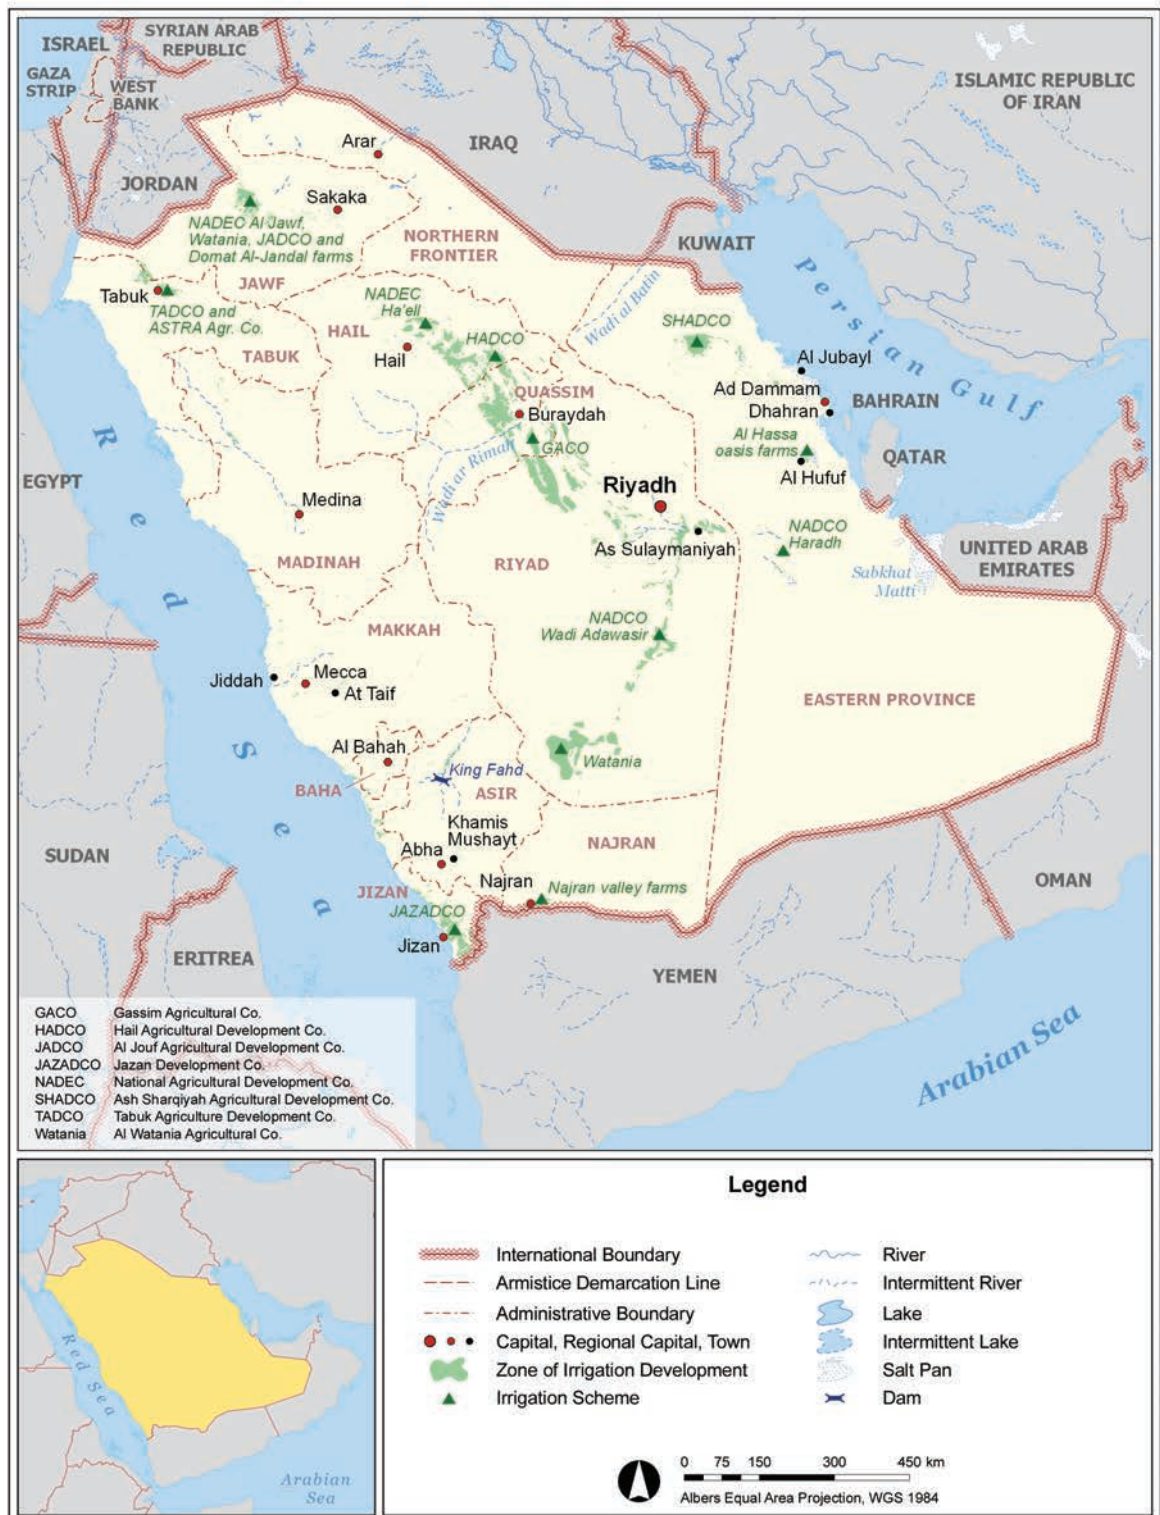 ISRAEL
SYRIAN ARAB
REPUBLIC
GAZA
STRIP
WEST
BANK
JORDAN
IRAQ
ISLAMIC REPUBLIC
OF IRAN
KUWAIT
Arar
Sakaka
NADEC Al Jawf,
Watania, JADCO and
Domat Al-Jandal farms
NORTHERN
FRONTIER
JAWF
Tabuk
TADCO and
ASTRA Agr. Co.
TABUK
NADEC
Ha'ell
HAIL
Hail
HADCO
Wadi al Batin
SHADCO
Persian Gulf
Al Jubayl
Ad Dammam
Dhahran
BAHRAIN
QUASSIM
Buraydah
GACO
Wadi ar Rimah
Al Hassa
oasis farms
Al Hufuf
QATAR
EGYPT
Red Sea
Medina
MADINAH
Riyadh
As Sulaymaniyah
RIYAD
NADCO
Haradh
Sabkhat
Matti
UNITED ARAB
EMIRATES
MAKKAH
NADCO
Wadi Adawasir
Jiddah
Mecca
At Taif
EASTERN PROVINCE
Al Bahah
BAHA
King Fahd
ASIR
Watania
Khamis
Mushayt
Abha
NAJRAN
SUDAN
JIZAN
Najran
Najran valley farms
JAZADCO
Jizan
OMAN
ERITREA
YEMEN
Arabian Sea
GACO Gassim Agricultural Co.
HADCO Hail Agricultural Development Co.
JADCO Al Jouf Agricultural Development Co.
JAZADCO Jazan Development Co.
NADEC National Agricultural Development Co.
SHADCO Ash Sharqiyah Agricultural Development Co.
TADCO Tabuk Agriculture Development Co.
Watania Al Watania Agricultural Co.
Red Sea
Arabian
Sea
Legend
International Boundary
Armistice Demarcation Line
Administrative Boundary
Capital, Regional Capital, Town
Zone of Irrigation Development
Irrigation Scheme
River
Intermittent River
Lake
Intermittent Lake
Salt Pan
Dam
0 75 150 300 450 km
Albers Equal Area Projection, WGS 1984